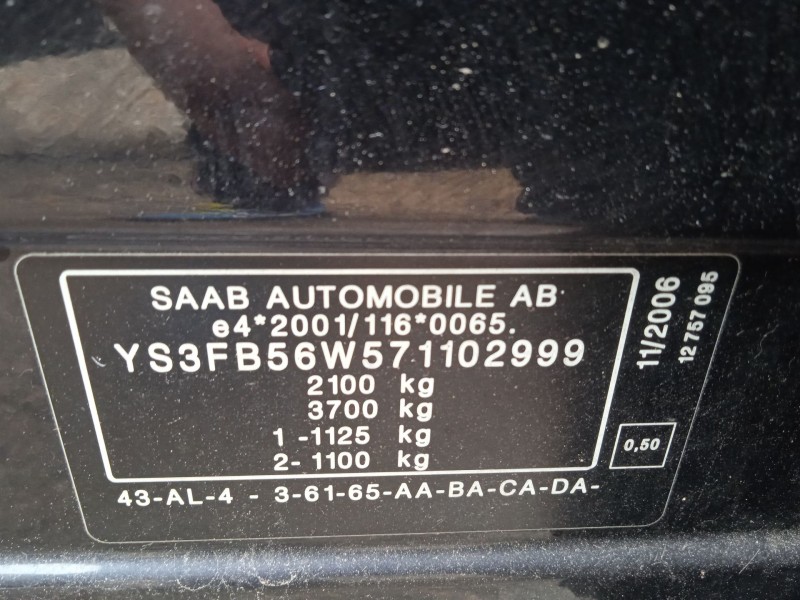 SAAB AUTOMOBILE AB
e4*2001/116*0065.
YS3FB56W571102999
2100 kg
3700 kg
1 -1125 kg
2- 1100 kg
43-AL-4 - 3-61-65-AA-BA-CA-DA-
11/2006
12 757 095
0,50